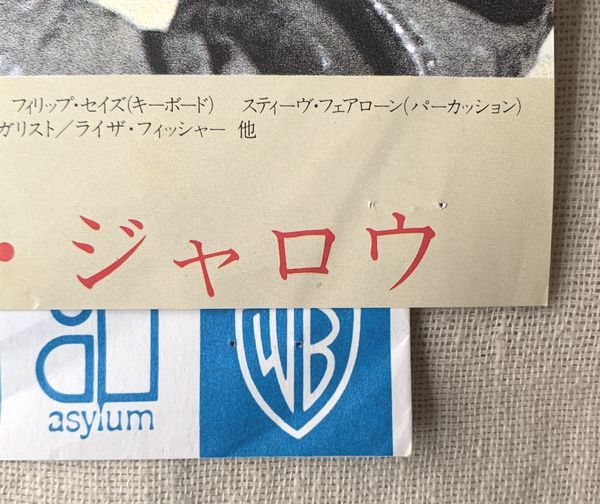 フィリップ・セイズ(キーボード) スティーヴ・フェアローン(パーカッション)
ガリスト／ライザ・フィッシャー 他
・ジャロウ
asylum
WB